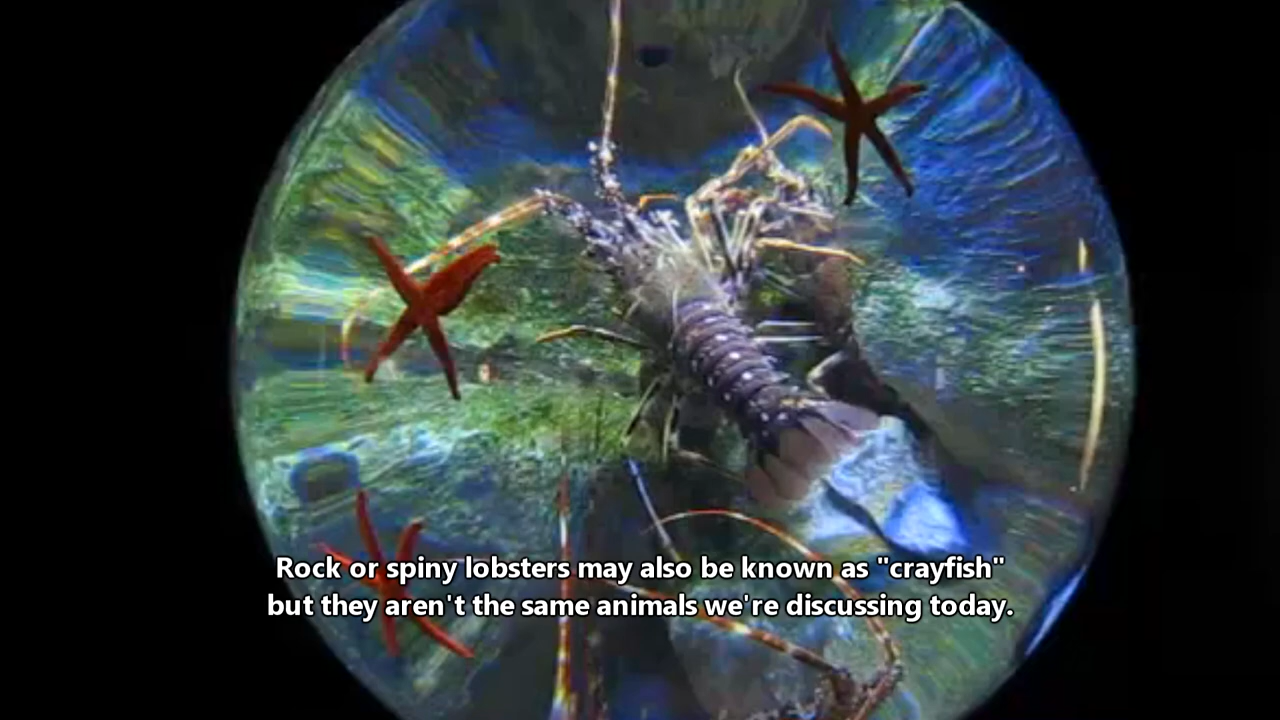 Rock or spiny lobsters may also be known as "crayfish"
but they aren't the same animals we're discussing today.